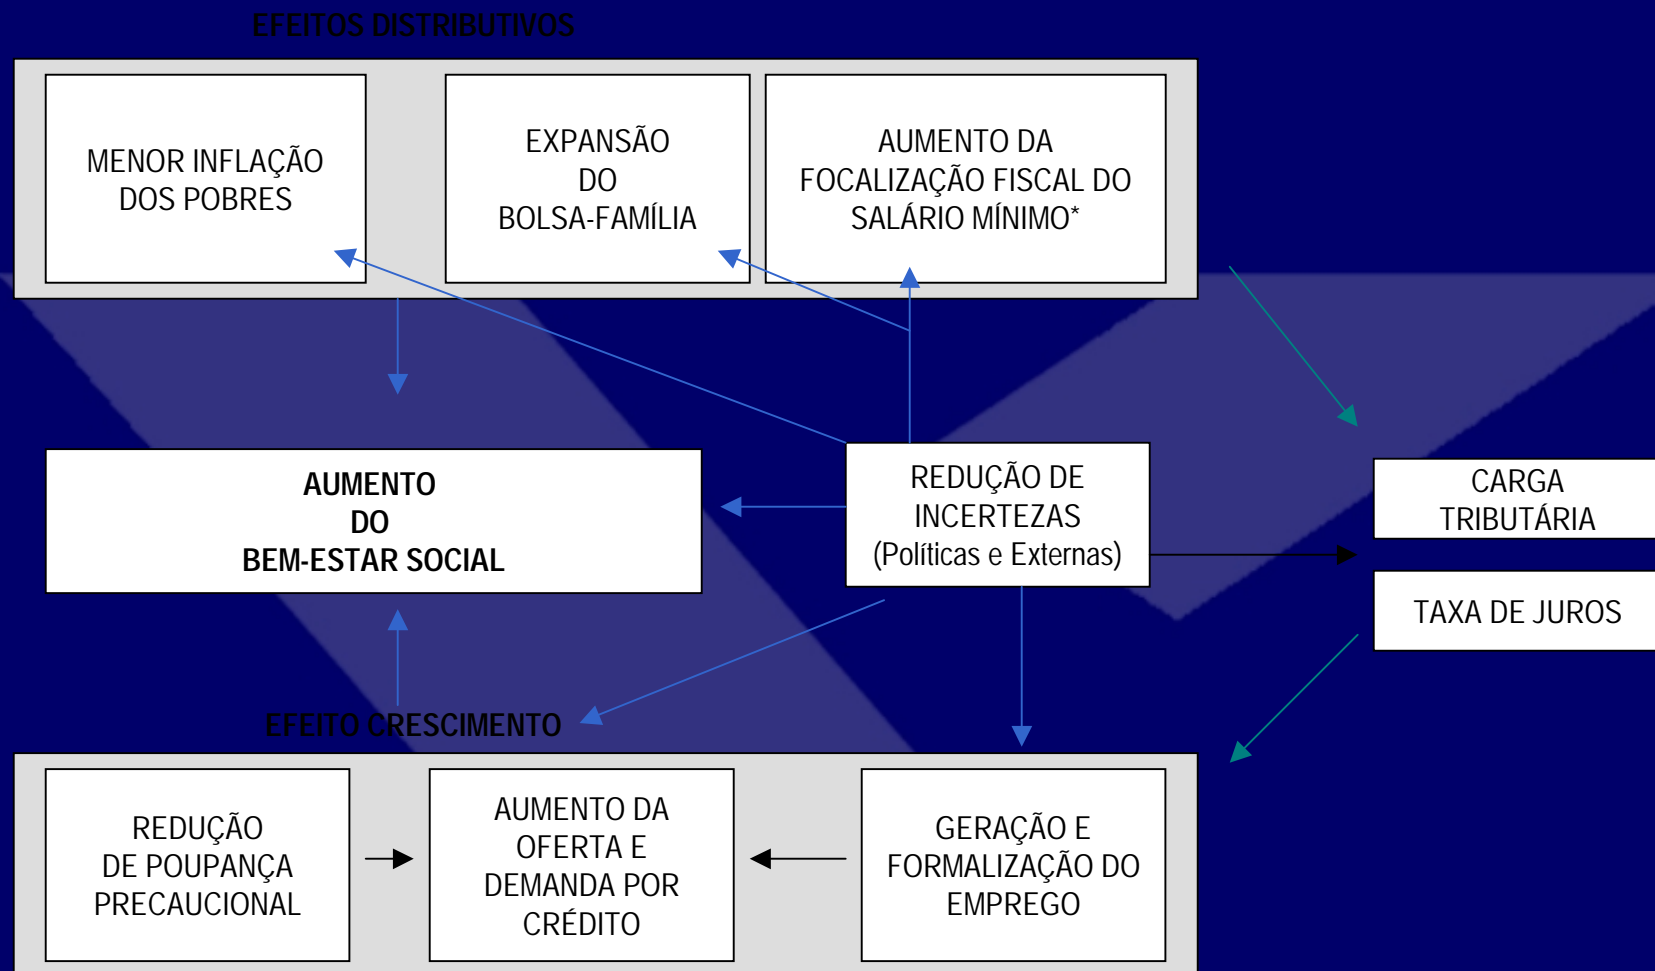 EFEITOS DISTRIBUTIVOS
MENOR INFLAÇÃO
DOS POBRES
EXPANSÃO
DO
BOLSA-FAMÍLIA
AUMENTO DA
FOCALIZAÇÃO FISCAL DO
SALÁRIO MÍNIMO*
AUMENTO
DO
BEM-ESTAR SOCIAL
REDUÇÃO DE
INCERTEZAS
(Políticas e Externas)
CARGA
TRIBUTÁRIA
TAXA DE JUROS
EFEITO CRESCIMENTO
REDUÇÃO
DE POUPANÇA
PRECAUCIONAL
AUMENTO DA
OFERTA E
DEMANDA POR
CRÉDITO
GERAÇÃO E
FORMALIZAÇÃO DO
EMPREGO